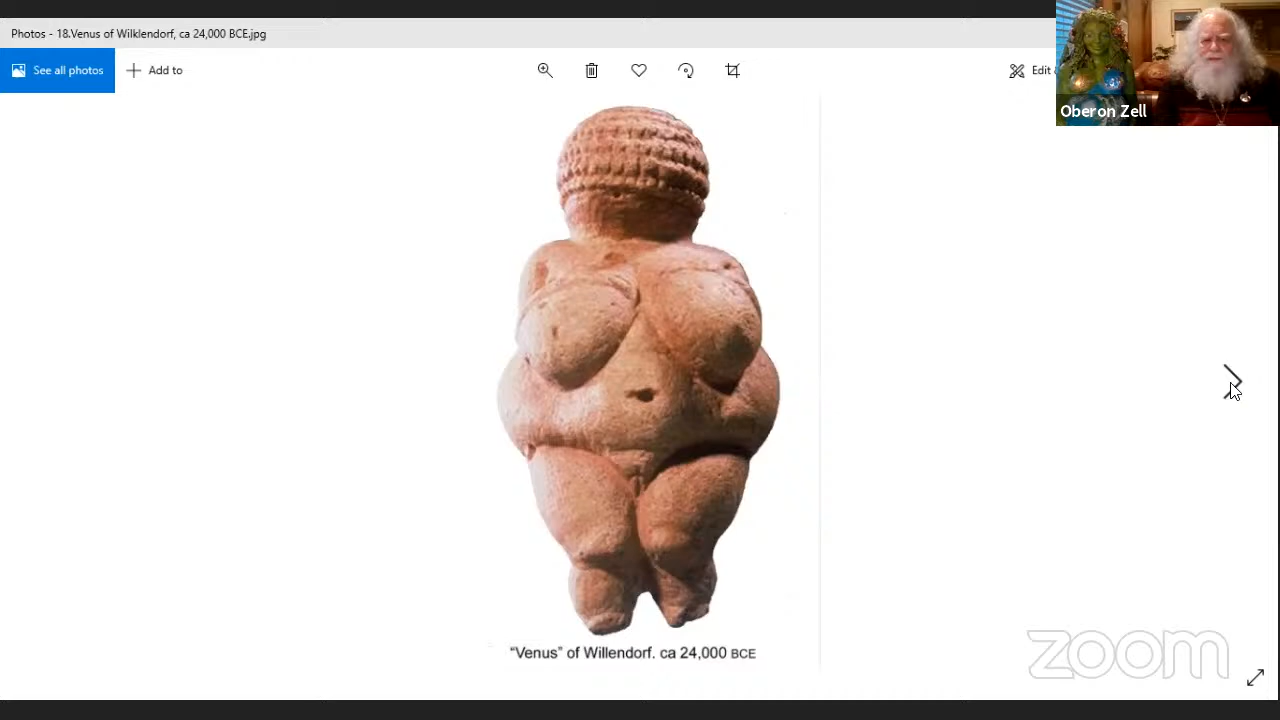 Photos - 18.Venus of Wilklendorf, ca 24,000 BCE.jpg
See all photos
Add to
Edit &
Oberon Zell
"Venus" of Willendorf. ca 24,000 BCE
zoom